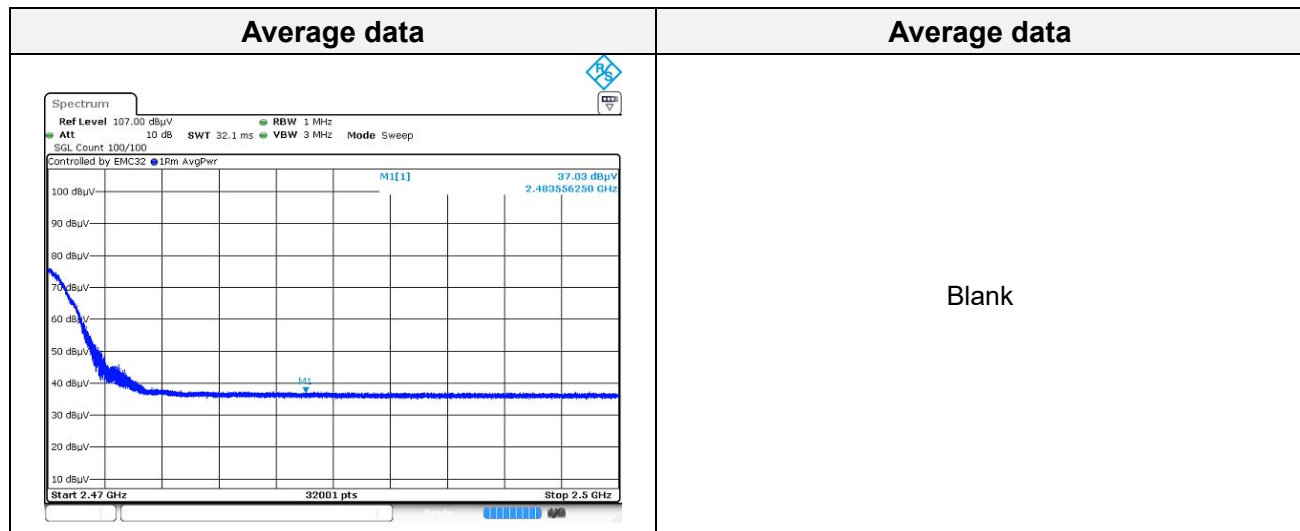 Average data
Average data
R&S
Spectrum
Ref Level 107.00 dBµV RBW 1 MHz
Att 10 dB SWT 32.1 ms VBW 3 MHz Mode Sweep
SGL Count 100/100
Controlled by EMC32 1Rm AvgPwr
M1[1] 37.03 dBµV
2.483556250 GHz
100 dBµV
90 dBµV
80 dBµV
70 dBµV
60 dBµV
50 dBµV
40 dBµV
M1
30 dBµV
20 dBµV
10 dBµV
Start 2.47 GHz 32001 pts Stop 2.5 GHz
Blank